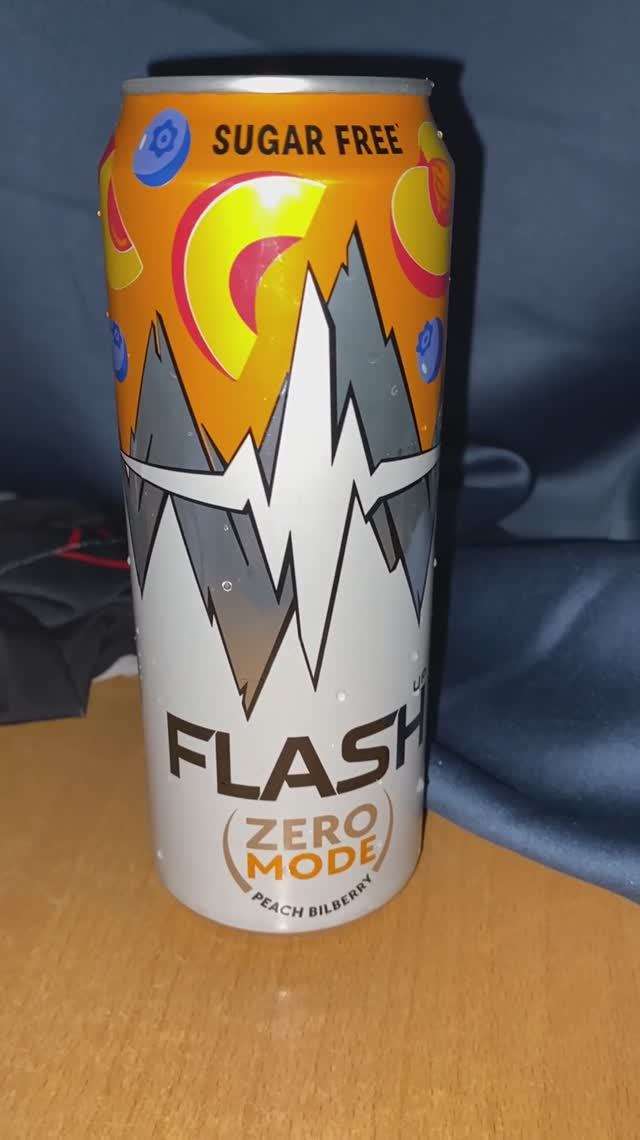 SUGAR FREE
FLASH
ZERO
MODE
PEACH BILBERRY